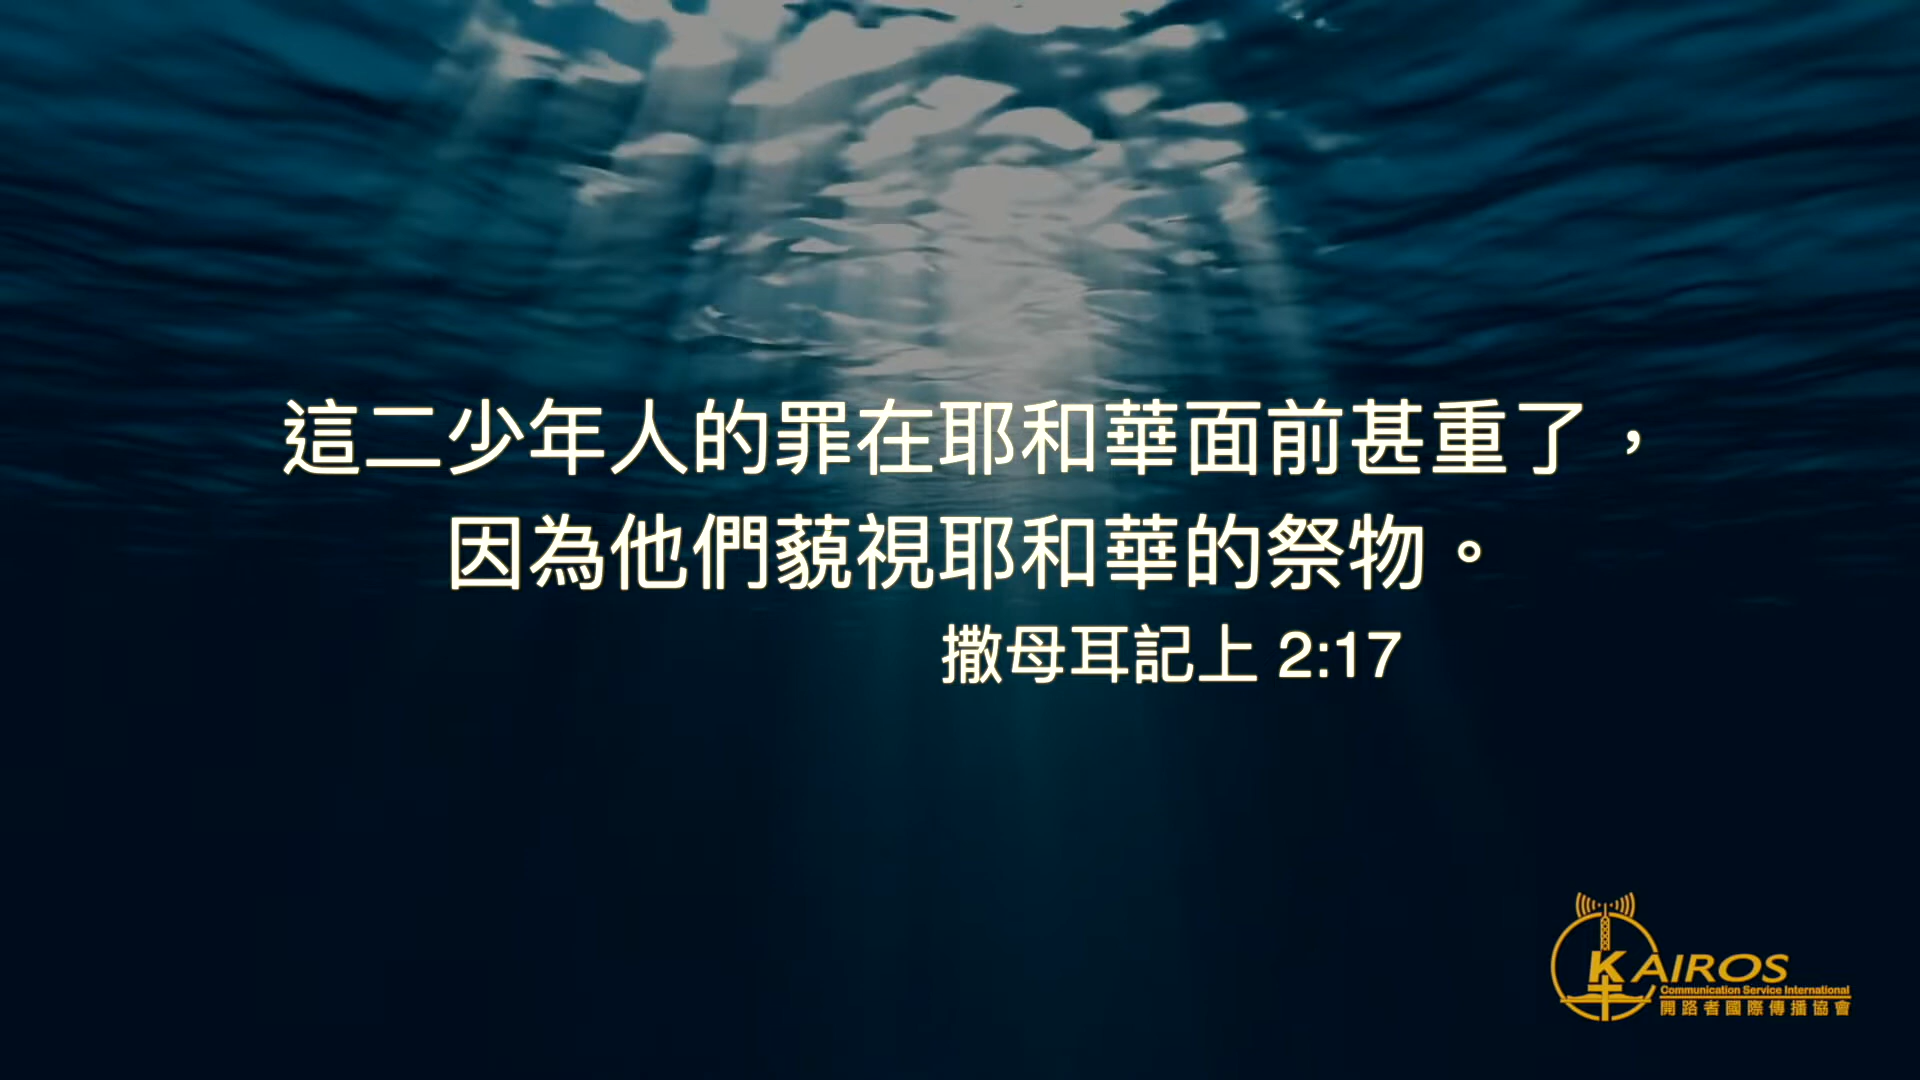 這二少年人的罪在耶和華面前甚重了，
因為他們藐視耶和華的祭物。
撒母耳記上 2:17
KAIROS
Communication Service International
開路者國際傳播協會